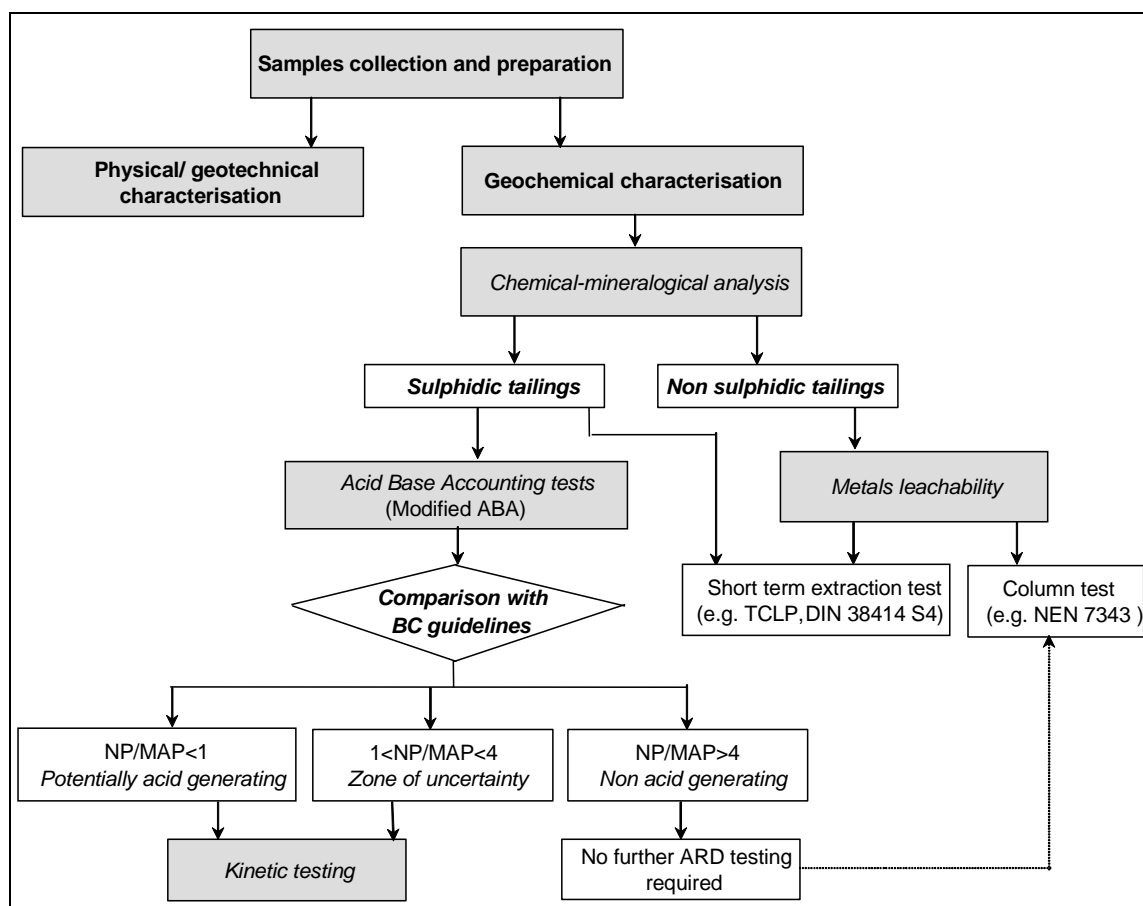 Samples collection and preparation
Physical/ geotechnical
characterisation
Geochemical characterisation
Chemical-mineralogical analysis
Sulphidic tailings
Non sulphidic tailings
Acid Base Accounting tests
(Modified ABA)
Metals leachability
Comparison with
BC guidelines
Short term extraction test
(e.g. TCLP, DIN 38414 S4)
Column test
(e.g. NEN 7343 )
NP/MAP<1
Potentially acid generating
1<NP/MAP<4
Zone of uncertainty
NP/MAP>4
Non acid generating
Kinetic testing
No further ARD testing
required